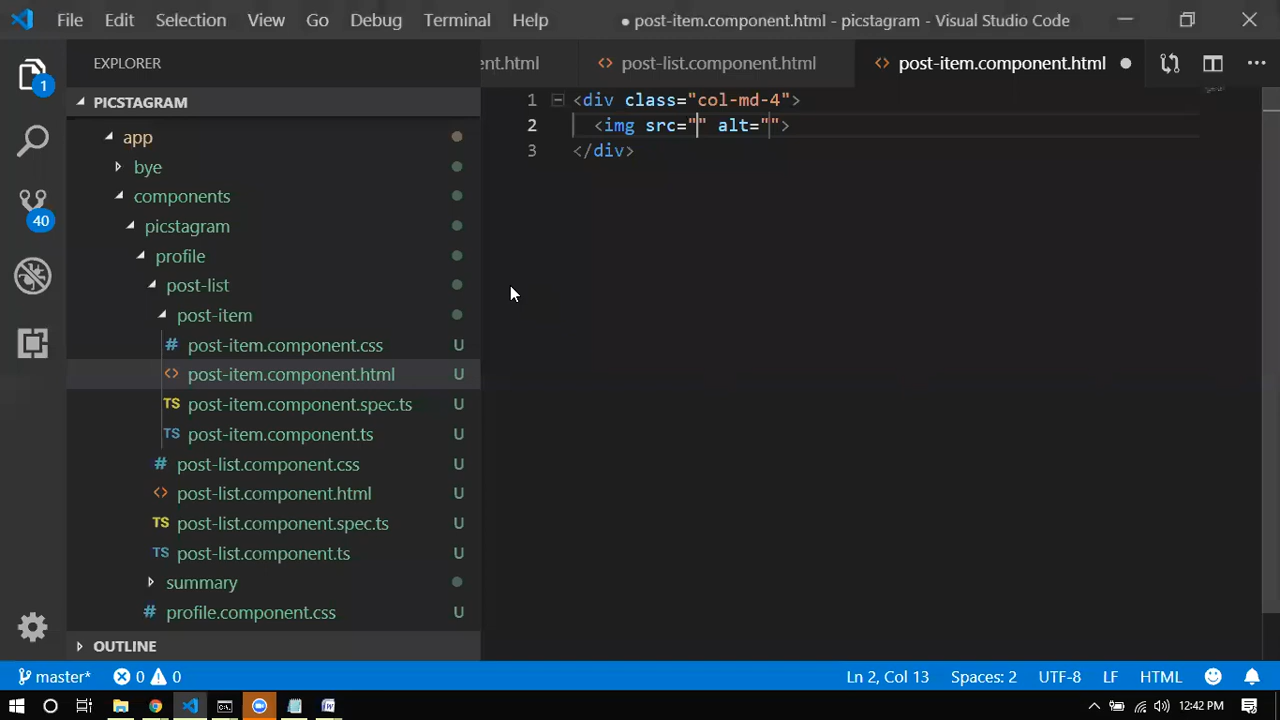 File Edit Selection View Go Debug Terminal Help
● post-item.component.html - picstagram - Visual Studio Code
EXPLORER
nt.html
<> post-list.component.html
<> post-item.component.html ●
PICSTAGRAM
app
bye
components
picstagram
profile
post-list
post-item
# post-item.component.css U
<> post-item.component.html U
TS post-item.component.spec.ts U
TS post-item.component.ts U
# post-list.component.css U
<> post-list.component.html U
TS post-list.component.spec.ts U
TS post-list.component.ts U
summary
# profile.component.css U
OUTLINE
1
40
1 <div class="col-md-4">
2 <img src="" alt="">
3 </div>
master* 0 0 Ln 2, Col 13 Spaces: 2 UTF-8 LF HTML
12:42 PM